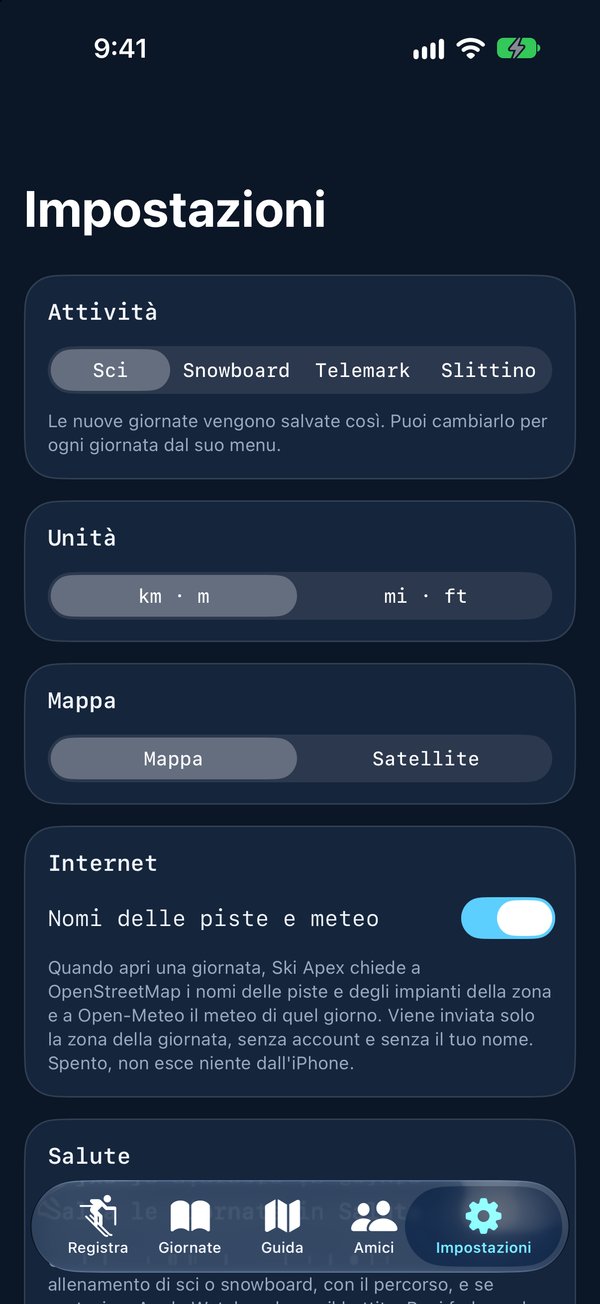 9:41
Impostazioni
Attività
Sci Snowboard Telemark Slittino
Le nuove giornate vengono salvate così. Puoi cambiarlo per
ogni giornata dal suo menu.
Unità
km · m mi · ft
Mappa
Mappa Satellite
Internet
Nomi delle piste e meteo
Quando apri una giornata, Ski Apex chiede a
OpenStreetMap i nomi delle piste e degli impianti della zona
e a Open-Meteo il meteo di quel giorno. Viene inviata solo
la zona della giornata, senza account e senza il tuo nome.
Spento, non esce niente dall'iPhone.
Salute
Registra Giornate Guida Amici Impostazioni
allenamento di sci o snowboard, con il percorso, e se